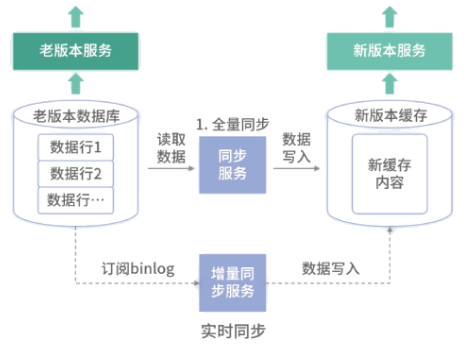 老版本服务
新版本服务
老版本数据库
数据行1
数据行2
数据行…
读取
数据
1. 全量同步
同步
服务
数据
写入
新版本缓存
新缓存
内容
订阅binlog
增量同
步服务
数据写入
实时同步